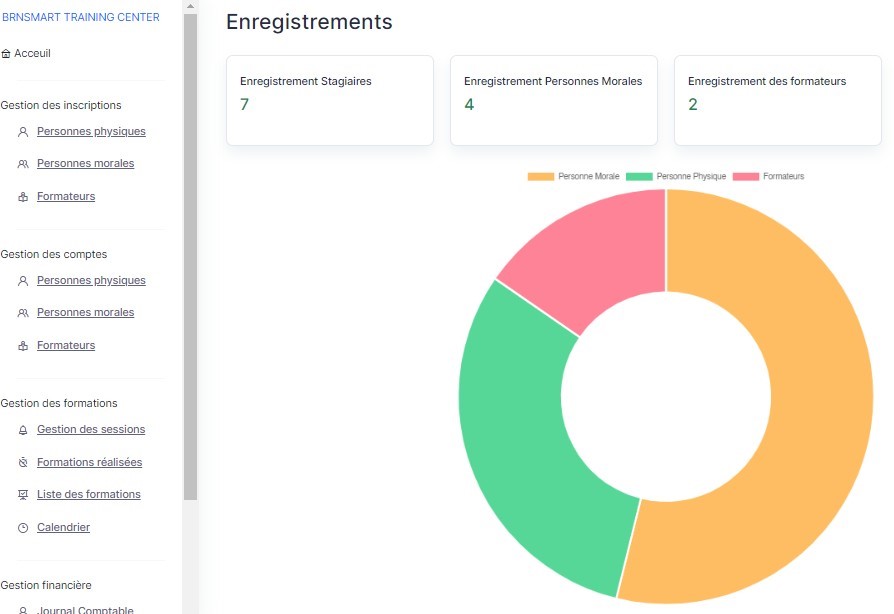 BRNSMART TRAINING CENTER
Acceuil
Gestion des inscriptions
Personnes physiques
Personnes morales
Formateurs
Gestion des comptes
Personnes physiques
Personnes morales
Formateurs
Gestion des formations
Gestion des sessions
Formations réalisées
Liste des formations
Calendrier
Gestion financière
Journal Comptable
Enregistrements
Enregistrement Stagiaires
7
Enregistrement Personnes Morales
4
Enregistrement des formateurs
2
Personne Morale
Personne Physique
Formateurs